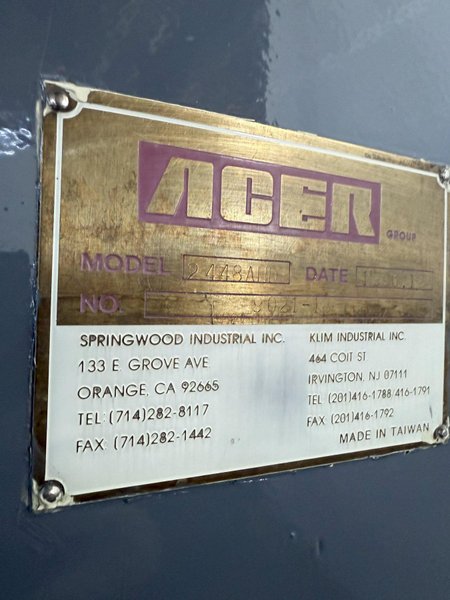 ACER
GROUP
MODEL DATE
NO.
SPRINGWOOD INDUSTRIAL INC.
133 E. GROVE AVE.
ORANGE, CA 92665
TEL: (714)282-8117
FAX: (714)282-1442
KLIM INDUSTRIAL INC.
464 COIT ST
IRVINGTON, NJ 07111
TEL (201)416-1788/416-1791
FAX (201)416-1792
MADE IN TAIWAN